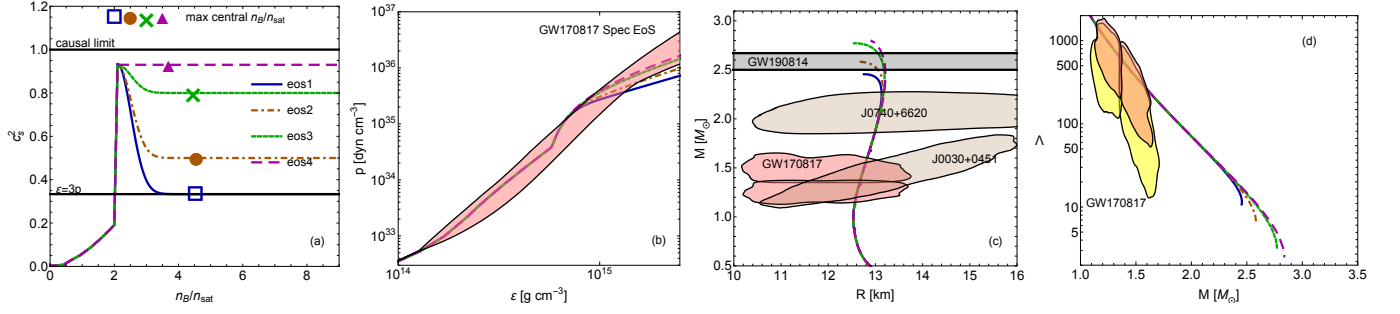 max central n_B/n_sat
causal limit
eos1
eos2
eos3
eos4
ε=3p
(a)
1.2
1.0
0.8
0.6
0.4
0.2
0.0
0 2 4 6 8
c_s^2
n_B/n_sat
GW170817 Spec EoS
(b)
10^37
10^36
10^35
10^34
10^33
10^14 10^15
p [dyn cm^-3]
ε [g cm^-3]
GW190814
J0740+6620
GW170817
J0030+0451
(c)
3.0
2.5
2.0
1.5
1.0
0.5
10 11 12 13 14 15 16
M [M_⊙]
R [km]
(d)
GW170817
1000
500
100
50
10
5
1.0 1.5 2.0 2.5 3.0 3.5
Λ
M [M_⊙]